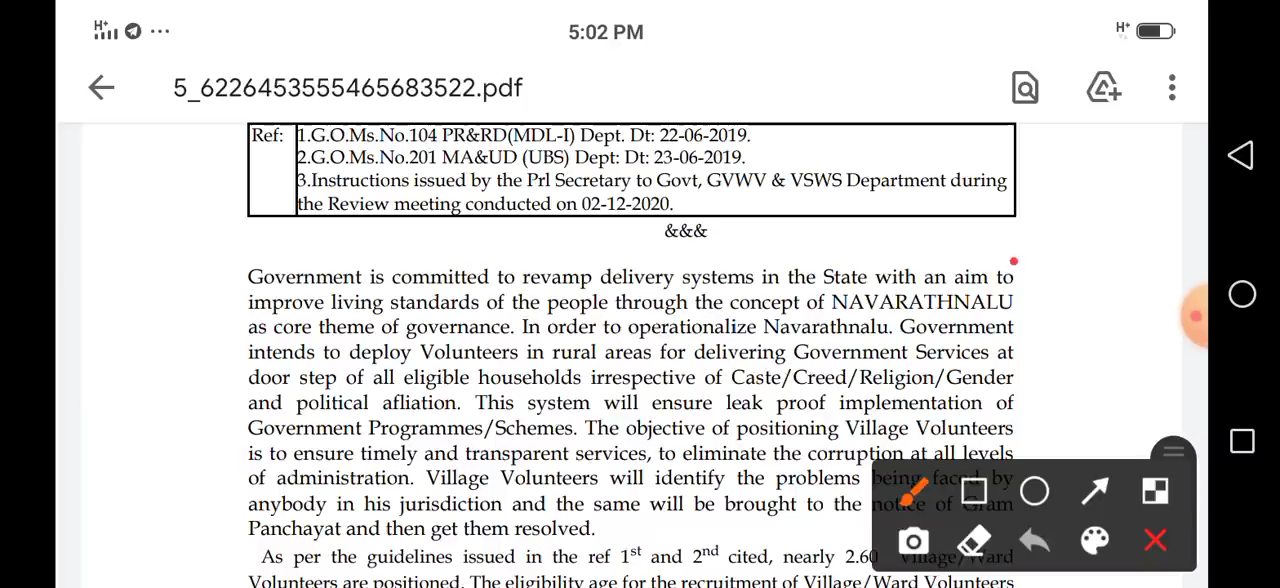 H+ ... 5:02 PM H+
5_6226453555465683522.pdf
Ref: 1.G.O.Ms.No.104 PR&RD(MDL-I) Dept. Dt: 22-06-2019.
2.G.O.Ms.No.201 MA&UD (UBS) Dept: Dt: 23-06-2019.
3.Instructions issued by the Prl Secretary to Govt, GVWV & VSWS Department during
the Review meeting conducted on 02-12-2020.
&&&
Government is committed to revamp delivery systems in the State with an aim to
improve living standards of the people through the concept of NAVARATHNALU
as core theme of governance. In order to operationalize Navarathnalu. Government
intends to deploy Volunteers in rural areas for delivering Government Services at
door step of all eligible households irrespective of Caste/Creed/Religion/Gender
and political afliation. This system will ensure leak proof implementation of
Government Programmes/Schemes. The objective of positioning Village Volunteers
is to ensure timely and transparent services, to eliminate the corruption at all levels
of administration. Village Volunteers will identify the problems being faced by
anybody in his jurisdiction and the same will be brought to the notice of Gram
Panchayat and then get them resolved.
As per the guidelines issued in the ref 1st and 2nd cited, nearly 2.60 Village/Ward
Volunteers are positioned. The eligibility age for the recruitment of Village/Ward Volunteers